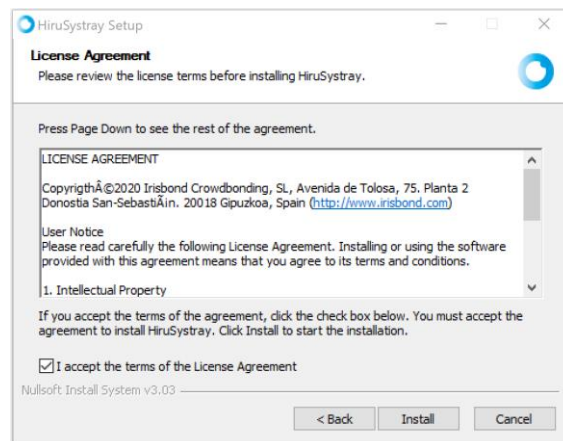 HiruSystray Setup
License Agreement
Please review the license terms before installing HiruSystray.
Press Page Down to see the rest of the agreement.
LICENSE AGREEMENT
CopyrigthÂ©2020 Irisbond Crowdbonding, SL, Avenida de Tolosa, 75. Planta 2
Donostia San-SebastiÃin. 20018 Gipuzkoa, Spain (http://www.irisbond.com)
User Notice
Please read carefully the following License Agreement. Installing or using the software
provided with this agreement means that you agree to its terms and conditions.
1. Intellectual Property
If you accept the terms of the agreement, click the check box below. You must accept the
agreement to install HiruSystray. Click Install to start the installation.
I accept the terms of the License Agreement
Nullsoft Install System v3.03
< Back Install Cancel